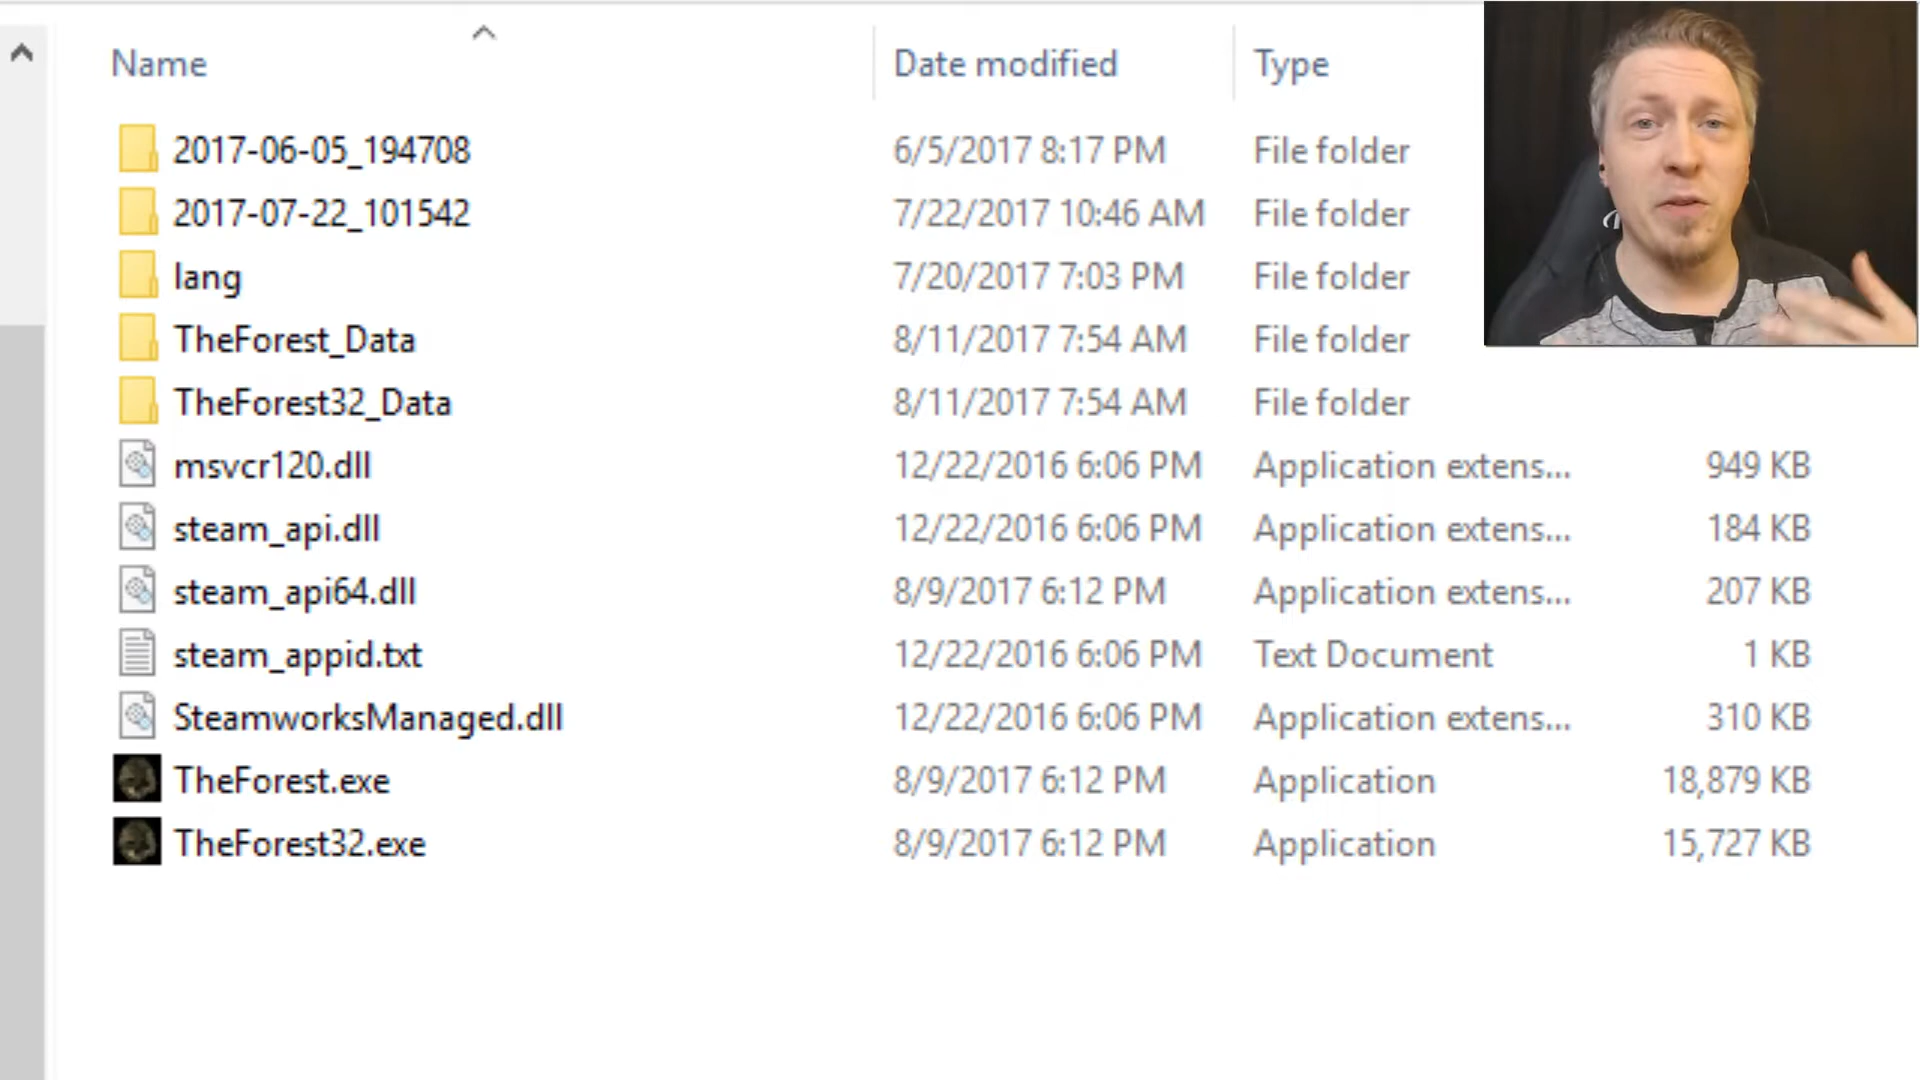 Name Date modified Type
2017-06-05_194708 6/5/2017 8:17 PM File folder
2017-07-22_101542 7/22/2017 10:46 AM File folder
lang 7/20/2017 7:03 PM File folder
TheForest_Data 8/11/2017 7:54 AM File folder
TheForest32_Data 8/11/2017 7:54 AM File folder
msvcr120.dll 12/22/2016 6:06 PM Application extens... 949 KB
steam_api.dll 12/22/2016 6:06 PM Application extens... 184 KB
steam_api64.dll 8/9/2017 6:12 PM Application extens... 207 KB
steam_appid.txt 12/22/2016 6:06 PM Text Document 1 KB
SteamworksManaged.dll 12/22/2016 6:06 PM Application extens... 310 KB
TheForest.exe 8/9/2017 6:12 PM Application 18,879 KB
TheForest32.exe 8/9/2017 6:12 PM Application 15,727 KB